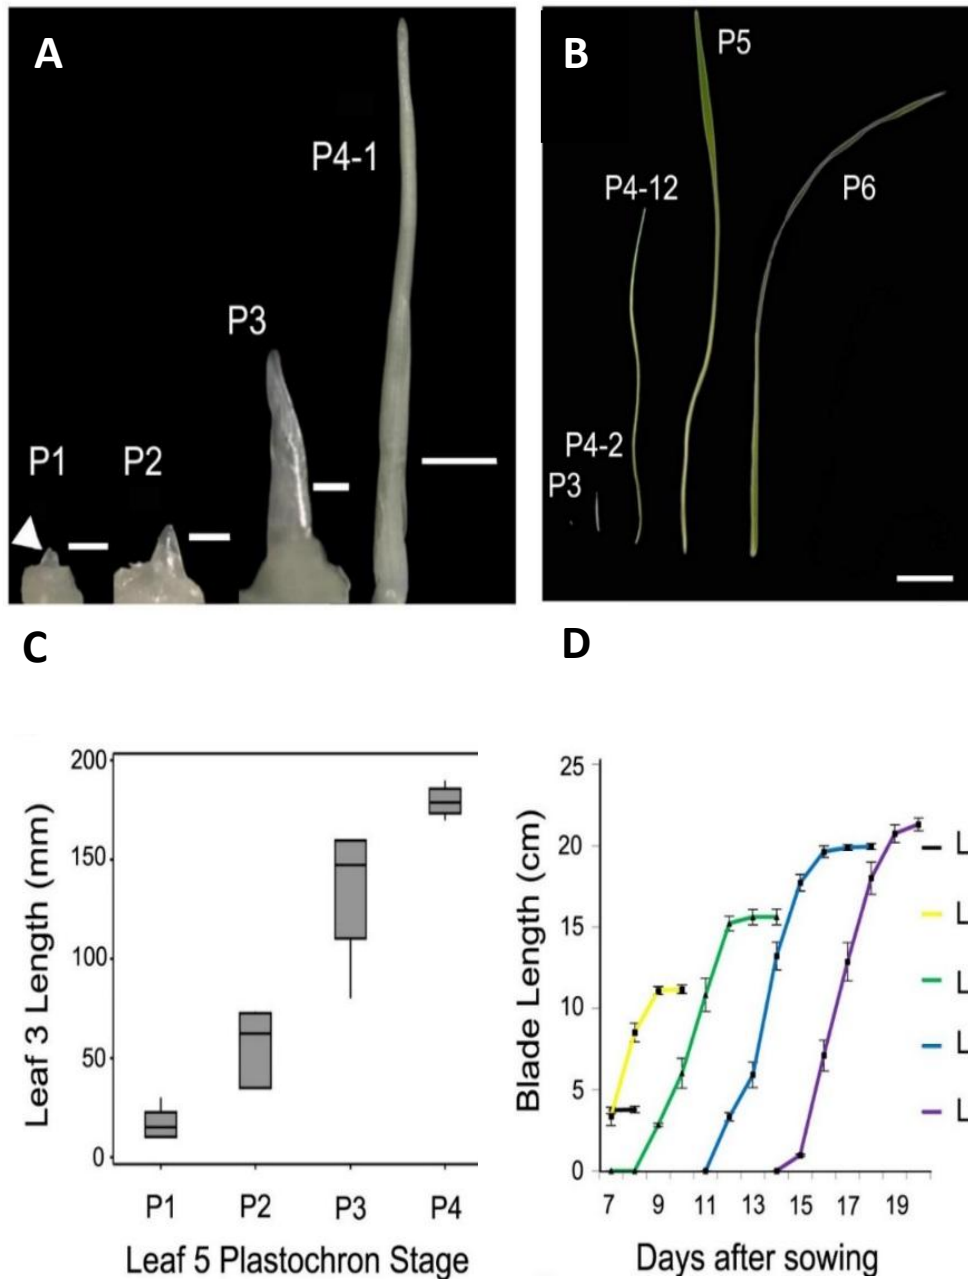 A
P1
P2
P3
P4-1
B
P3
P4-2
P4-12
P5
P6
C
Leaf 3 Length (mm)
200
150
100
50
0
P1 P2 P3 P4
Leaf 5 Plastochron Stage
D
Blade Length (cm)
25
20
15
10
5
0
7 9 11 13 15 17 19
Days after sowing
L
L
L
L
L